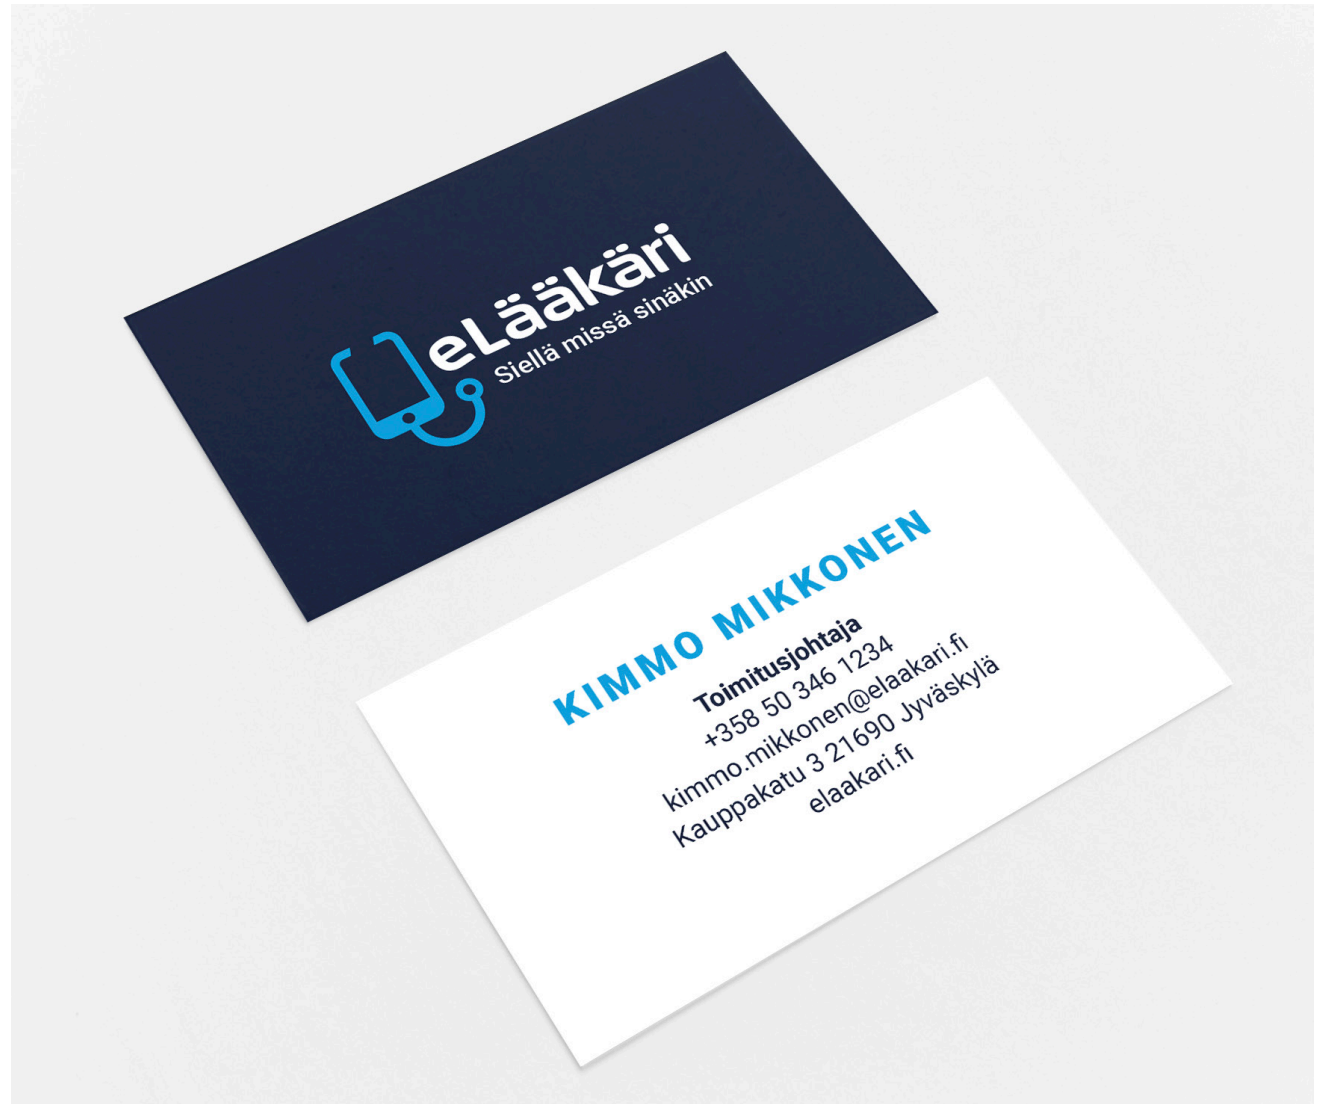 eLääkäri
Siellä missä sinäkin
KIMMO MIKKONEN
Toimitusjohtaja
+358 50 346 1234
kimmo.mikkonen@elaakari.fi
Kauppakatu 3 21690 Jyväskylä
elaakari.fi